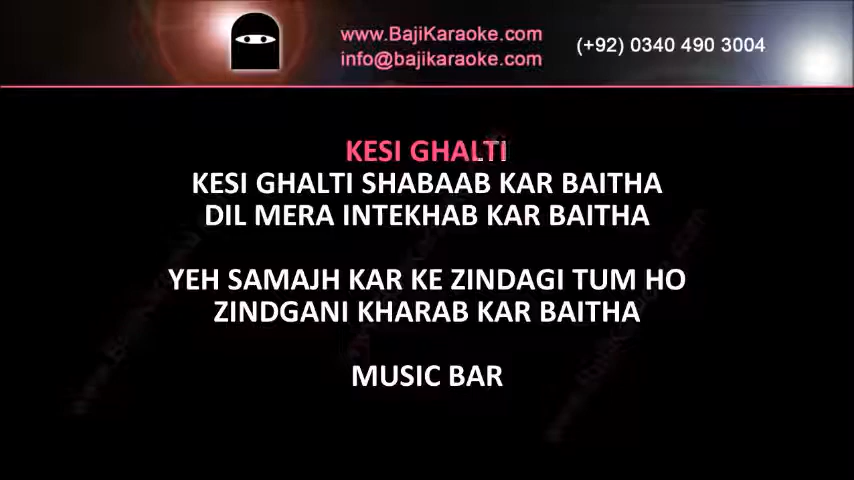 www.BajiKaraoke.com
info@bajikaraoke.com
(+92) 0340 490 3004
KESI GHALTI
KESI GHALTI SHABAAB KAR BAITHA
DIL MERA INTEKHAB KAR BAITHA
YEH SAMAJH KAR KE ZINDAGI TUM HO
ZINDGANI KHARAB KAR BAITHA
MUSIC BAR